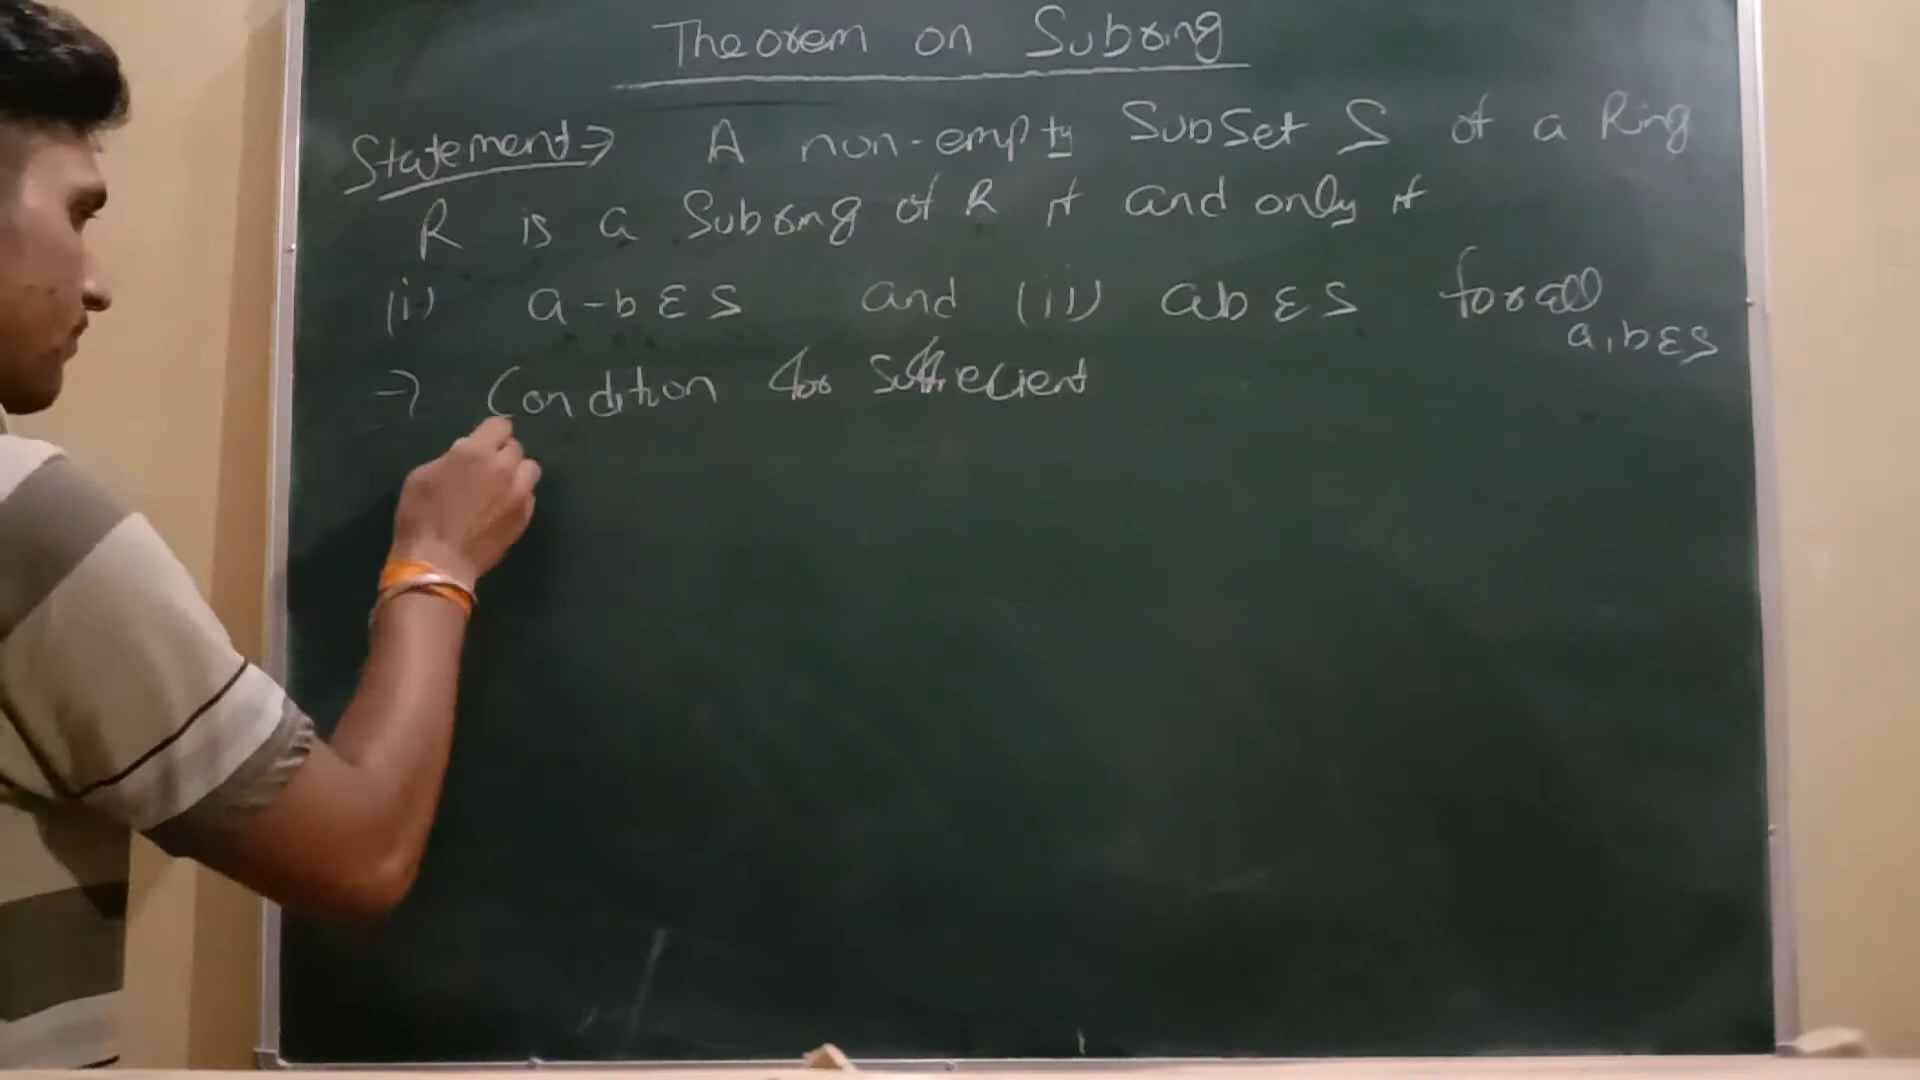 Theorem on Subring
Statement ⇒ A non-empty SubSet S of a Ring
R is a Subring of R if and only if
(i) a-b ε S and (ii) ab ε S for all
a, b ε S
→ Condition for Suffiecient